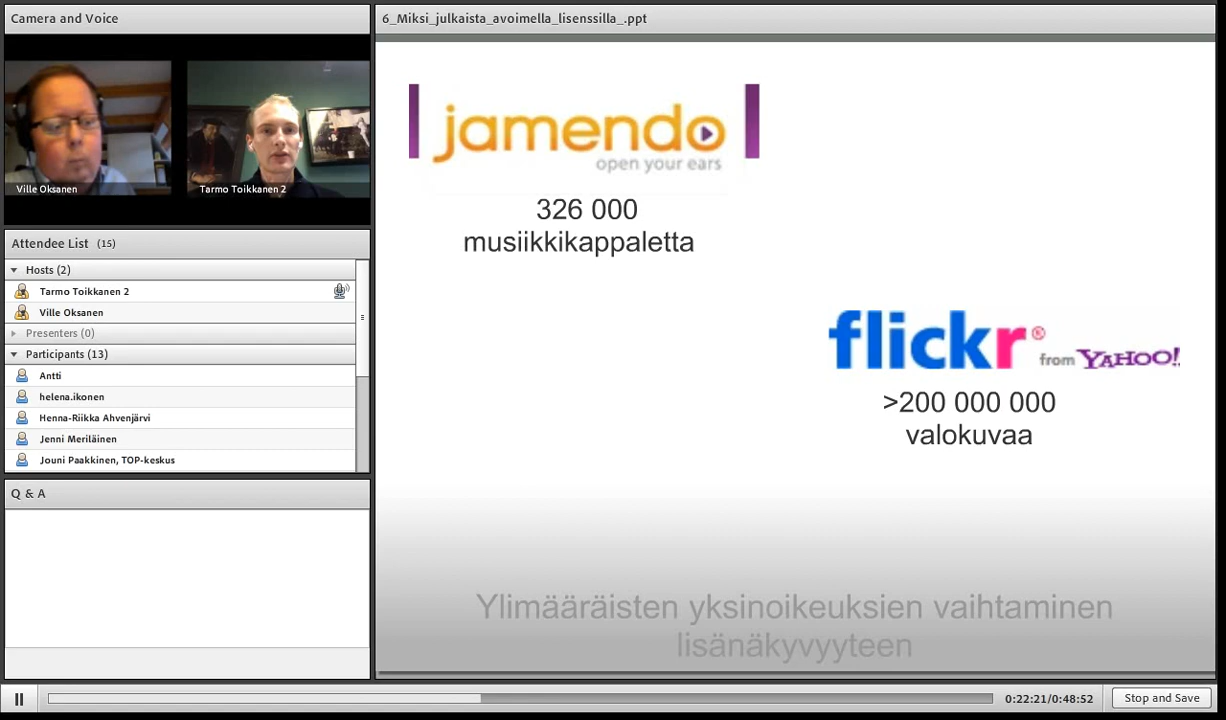 Camera and Voice
Ville Oksanen
Tarmo Toikkanen 2
Attendee List (15)
Hosts (2)
Tarmo Toikkanen 2
Ville Oksanen
Presenters (0)
Participants (13)
Antti
helena.ikonen
Henna-Riikka Ahvenjärvi
Jenni Meriläinen
Jouni Paakkinen, TOP-keskus
Q & A
6_Miksi_julkaista_avoimella_lisenssilla_.ppt
jamendo
open your ears
326 000
musiikkikappaletta
flickr® from YAHOO!
>200 000 000
valokuvaa
Ylimääräisten yksinoikeuksien vaihtaminen
lisänäkyvyyteen
0:22:21/0:48:52
Stop and Save